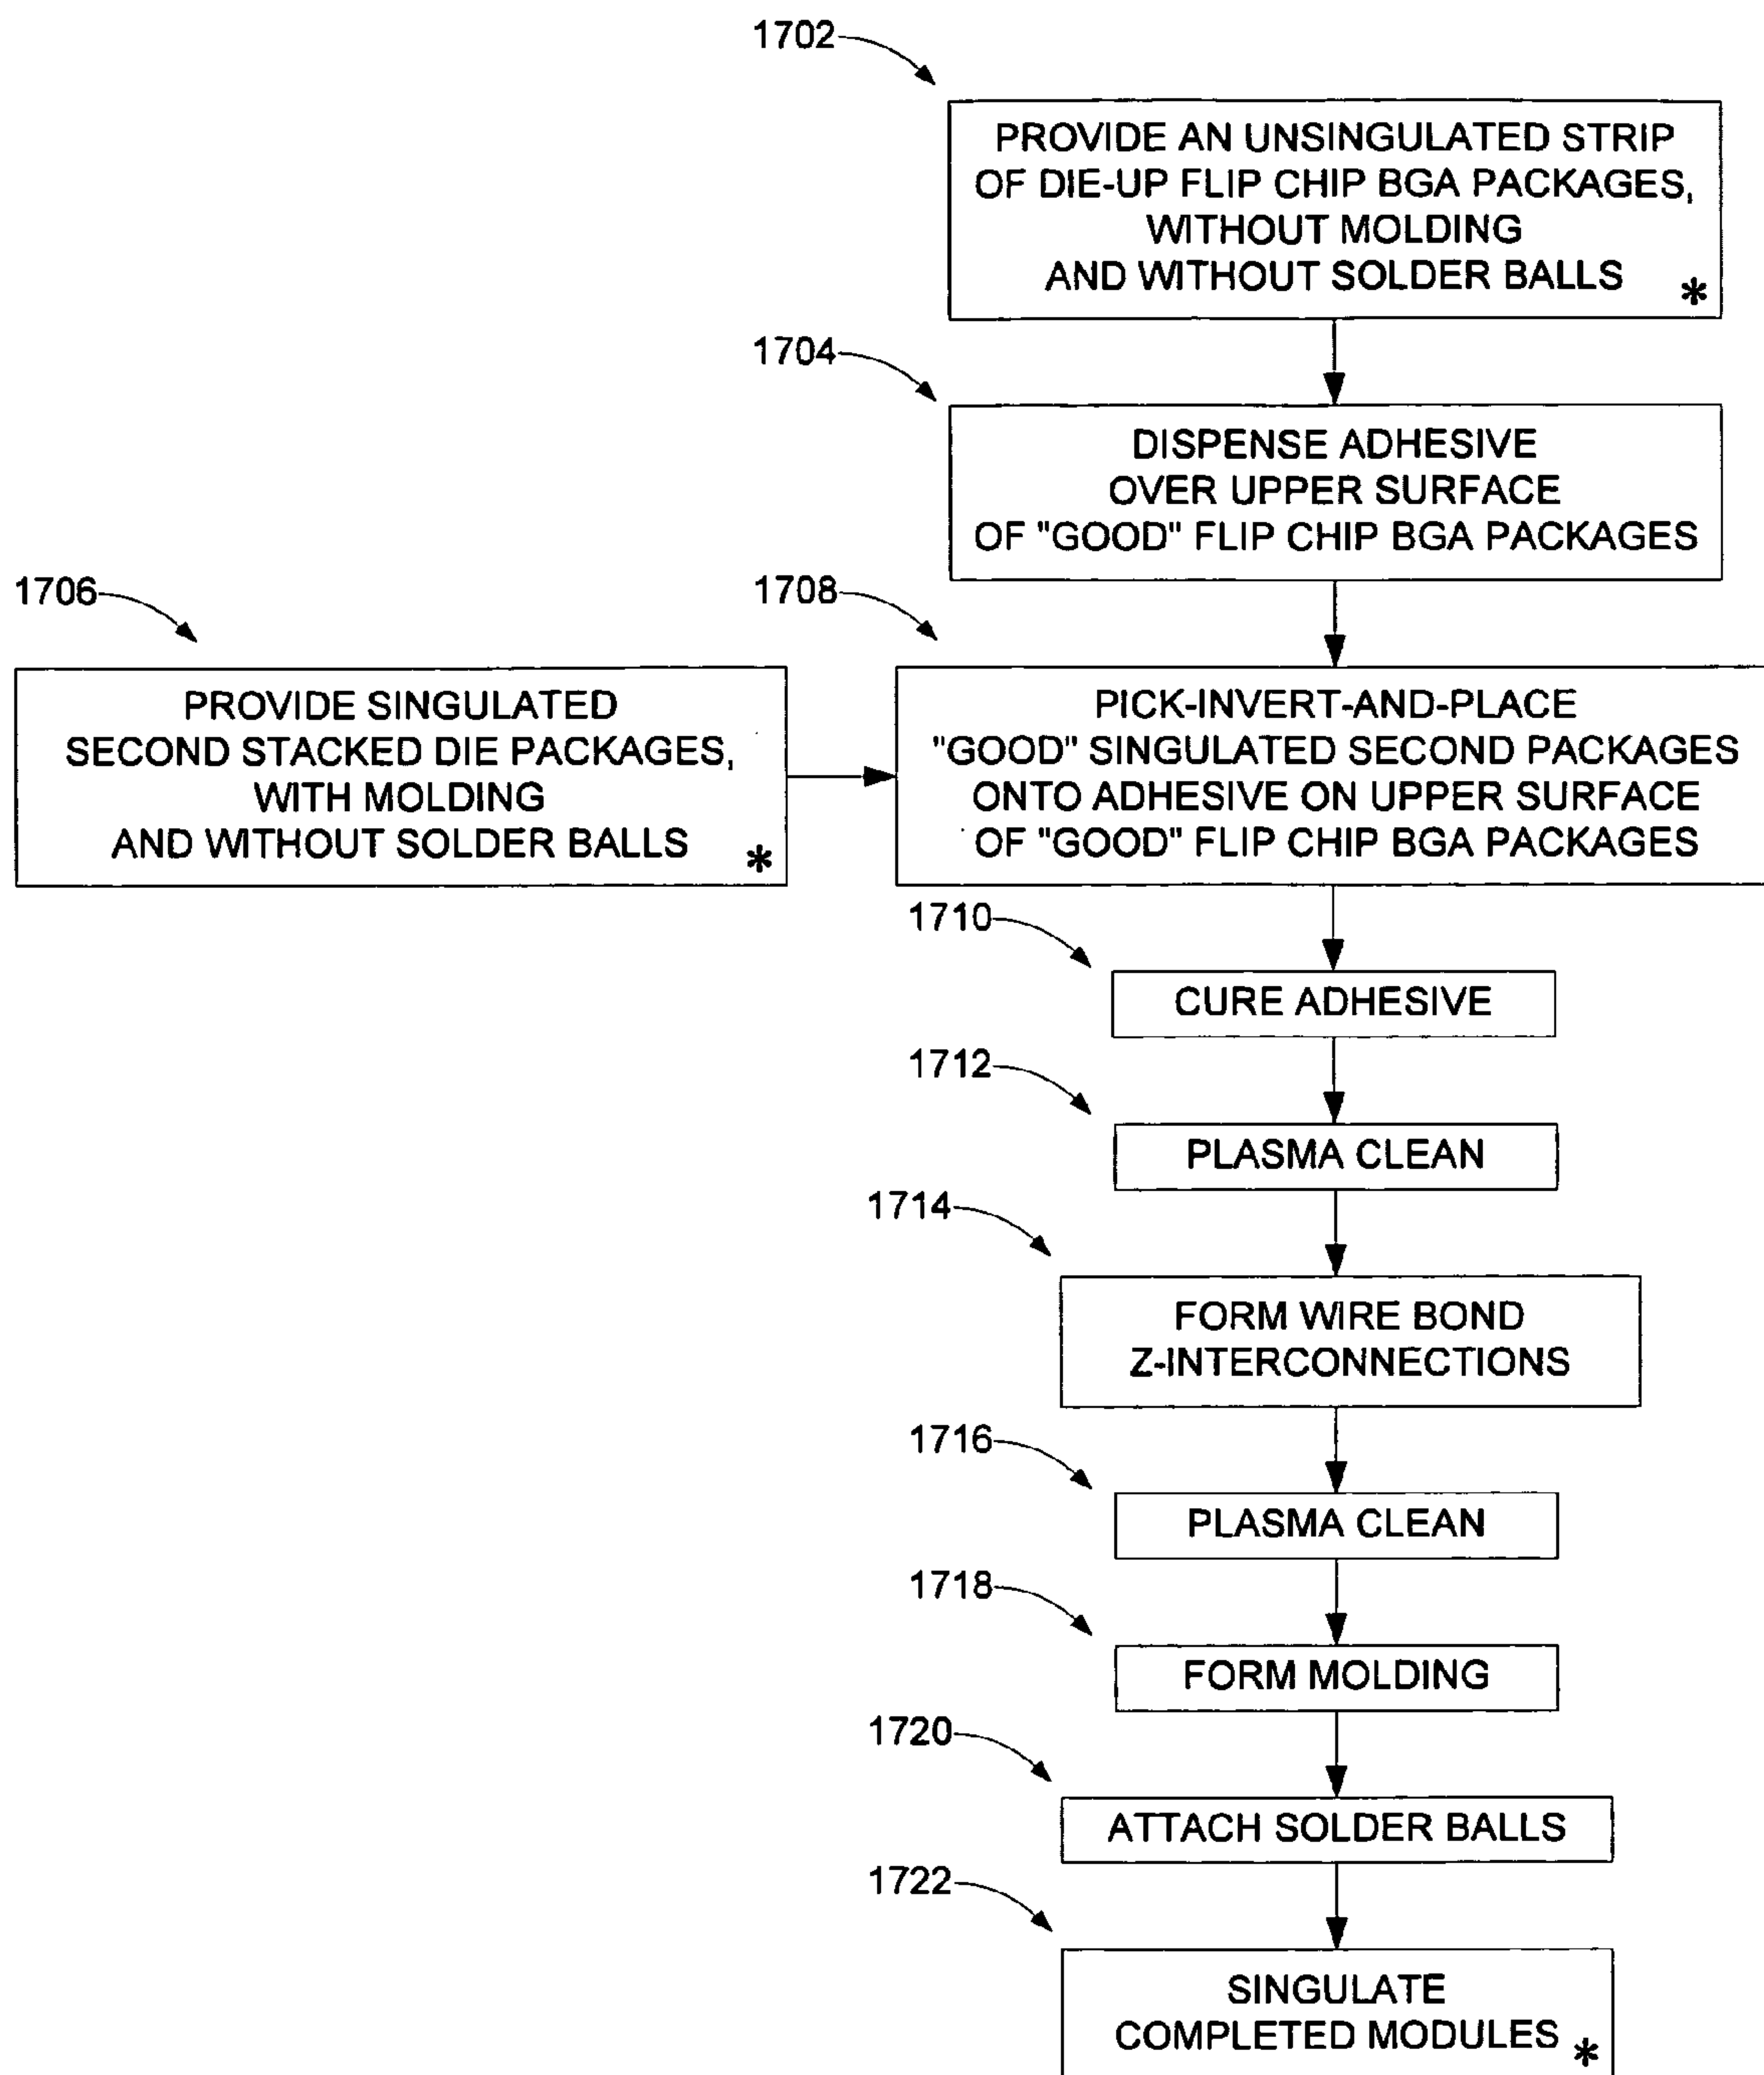 1702
PROVIDE AN UNSINGULATED STRIP
OF DIE-UP FLIP CHIP BGA PACKAGES,
WITHOUT MOLDING
AND WITHOUT SOLDER BALLS *
1704
DISPENSE ADHESIVE
OVER UPPER SURFACE
OF "GOOD" FLIP CHIP BGA PACKAGES
1706
PROVIDE SINGULATED
SECOND STACKED DIE PACKAGES,
WITH MOLDING
AND WITHOUT SOLDER BALLS *
1708
PICK-INVERT-AND-PLACE
"GOOD" SINGULATED SECOND PACKAGES
ONTO ADHESIVE ON UPPER SURFACE
OF "GOOD" FLIP CHIP BGA PACKAGES
1710
CURE ADHESIVE
1712
PLASMA CLEAN
1714
FORM WIRE BOND
Z-INTERCONNECTIONS
1716
PLASMA CLEAN
1718
FORM MOLDING
1720
ATTACH SOLDER BALLS
1722
SINGULATE
COMPLETED MODULES *